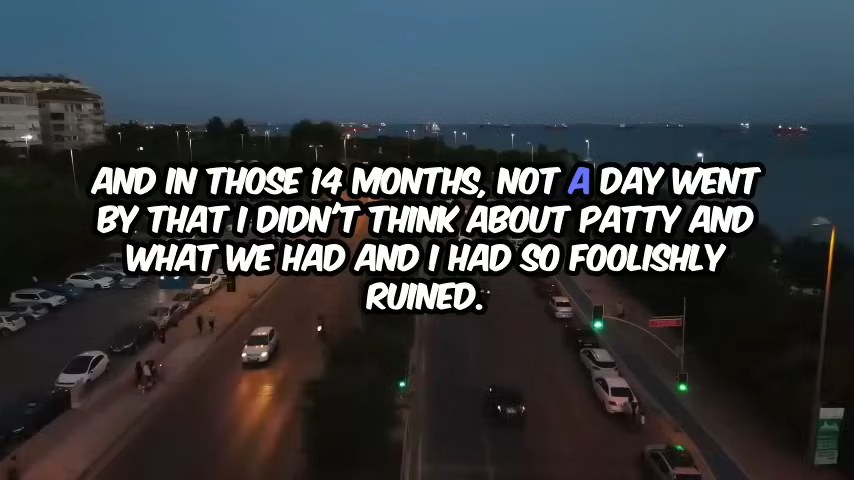 AND IN THOSE 14 MONTHS, NOT A DAY WENT
BY THAT I DIDN'T THINK ABOUT PATTY AND
WHAT WE HAD AND I HAD SO FOOLISHLY
RUINED.